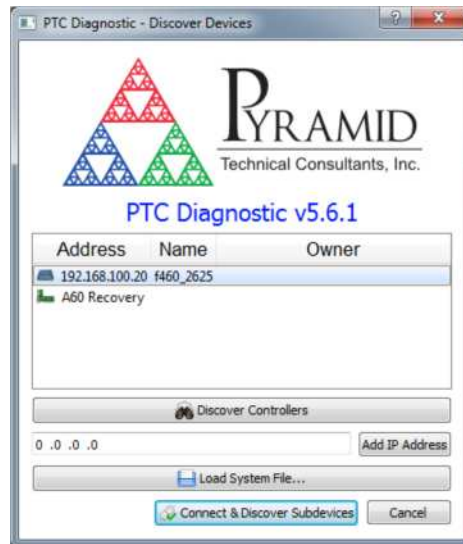 PTC Diagnostic - Discover Devices
PYRAMID
Technical Consultants, Inc.
PTC Diagnostic v5.6.1
Address Name Owner
192.168.100.20 f460_2625
A60 Recovery
Discover Controllers
0 .0 .0 .0 Add IP Address
Load System File...
Connect & Discover Subdevices Cancel